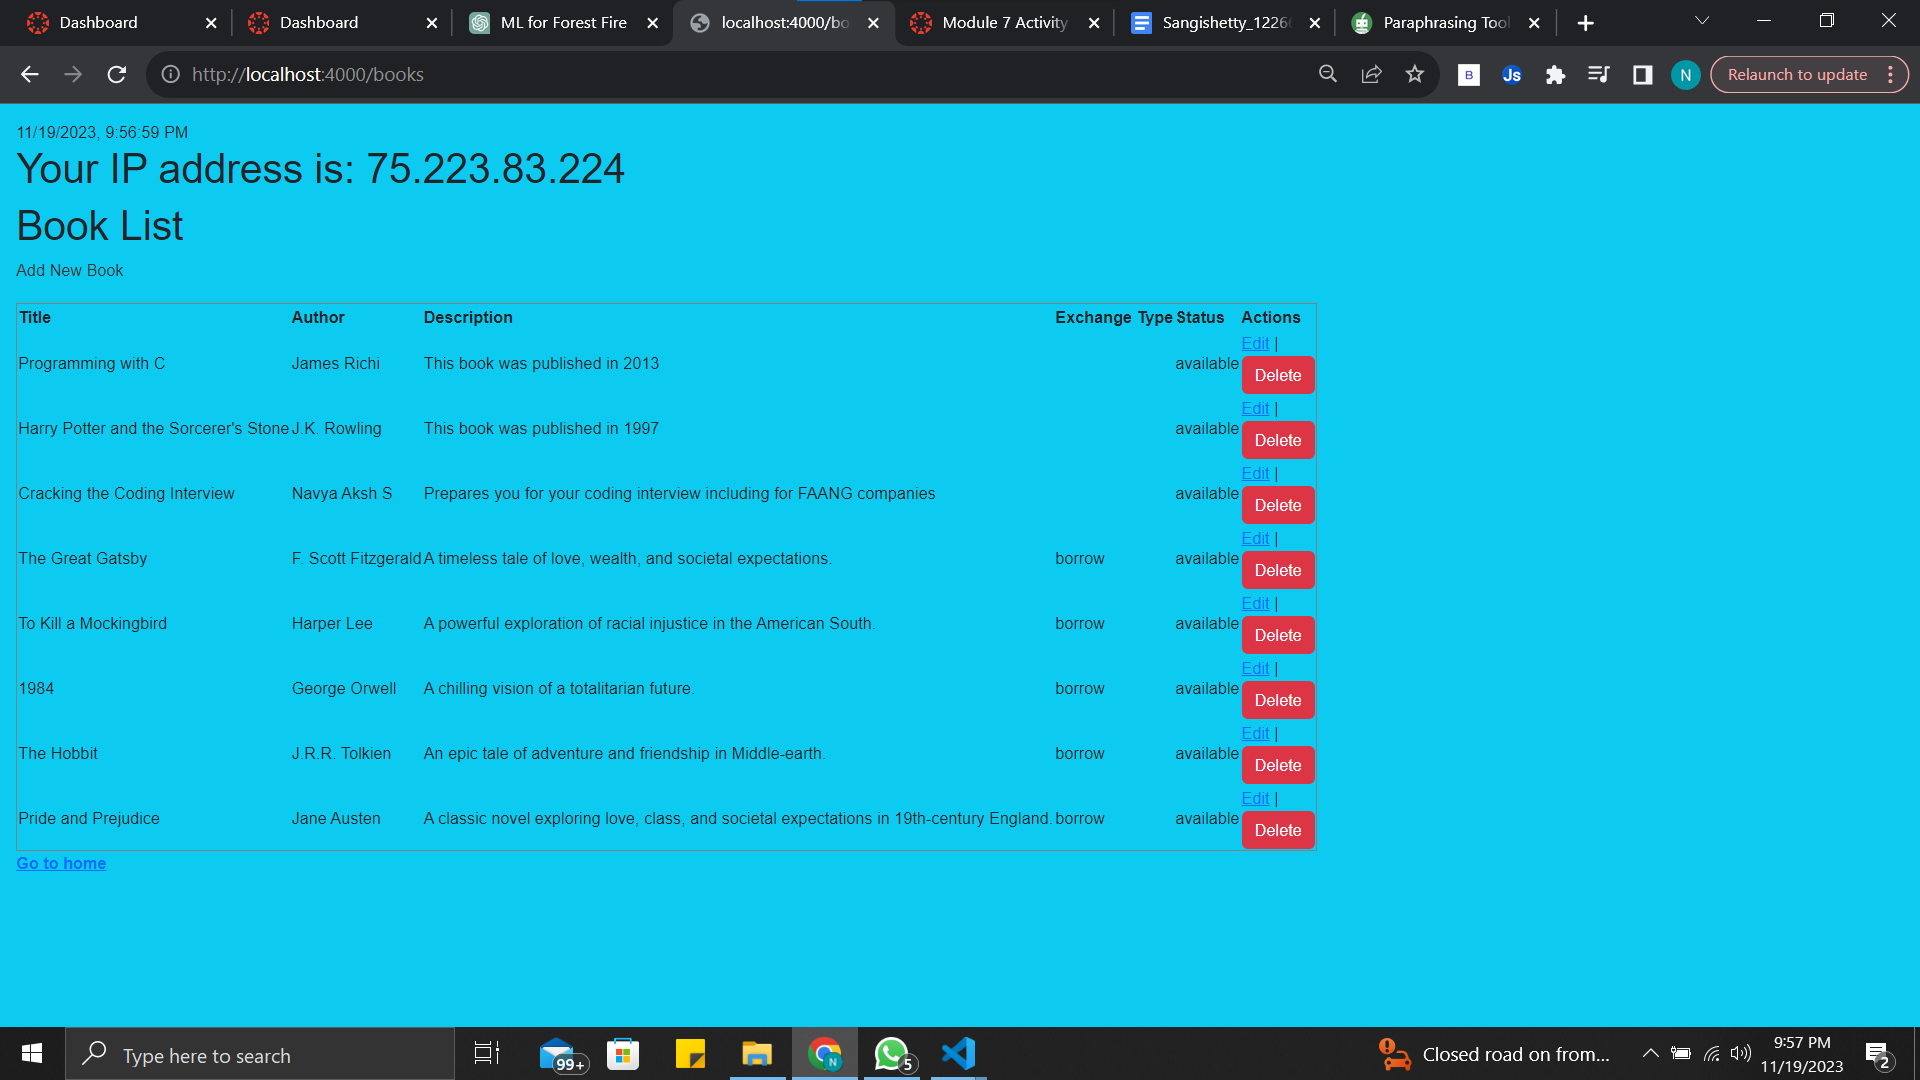 Dashboard
Dashboard
ML for Forest Fire
localhost:4000/bo
Module 7 Activity
Sangishetty_1226
Paraphrasing Tool
http://localhost:4000/books
B
Js
N
Relaunch to update
11/19/2023, 9:56:59 PM
Your IP address is: 75.223.83.224
Book List
Add New Book
Title Author Description Exchange Type Status Actions
Programming with C James Richi This book was published in 2013 available Edit |
Delete
Harry Potter and the Sorcerer's Stone J.K. Rowling This book was published in 1997 available Edit |
Delete
Cracking the Coding Interview Navya Aksh S Prepares you for your coding interview including for FAANG companies available Edit |
Delete
The Great Gatsby F. Scott Fitzgerald A timeless tale of love, wealth, and societal expectations. borrow available Edit |
Delete
To Kill a Mockingbird Harper Lee A powerful exploration of racial injustice in the American South. borrow available Edit |
Delete
1984 George Orwell A chilling vision of a totalitarian future. borrow available Edit |
Delete
The Hobbit J.R.R. Tolkien An epic tale of adventure and friendship in Middle-earth. borrow available Edit |
Delete
Pride and Prejudice Jane Austen A classic novel exploring love, class, and societal expectations in 19th-century England. borrow available Edit |
Delete
Go to home
Type here to search
99+
N
5
Closed road on from...
9:57 PM
11/19/2023
2